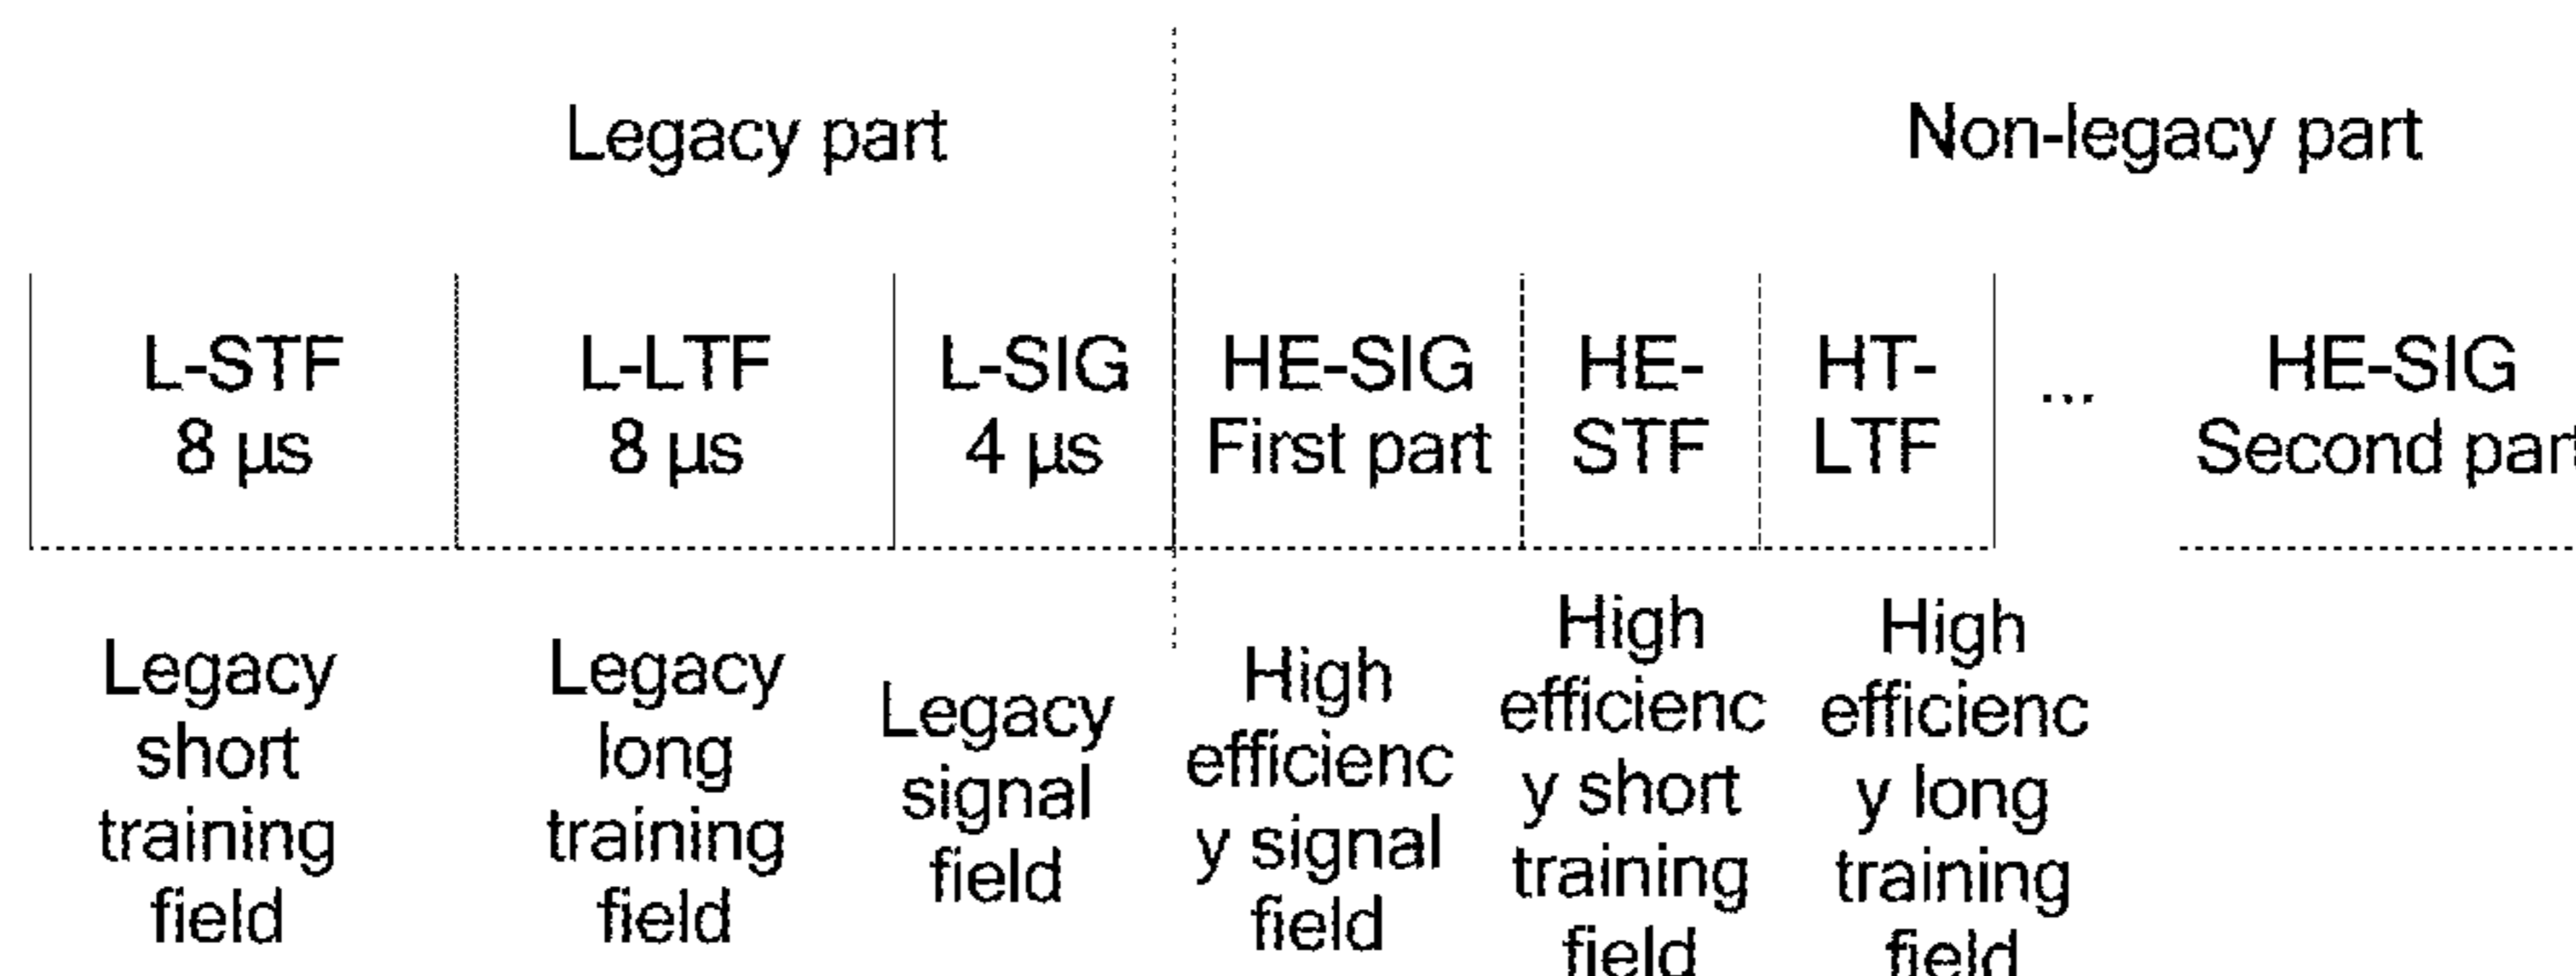 Legacy part
Non-legacy part
L-STF
8 µs
L-LTF
8 µs
L-SIG
4 µs
HE-SIG
First part
HE-
STF
HT-
LTF
...
HE-SIG
Second part
Legacy
short
training
field
Legacy
long
training
field
Legacy
signal
field
High
efficienc
y signal
field
High
efficienc
y short
training
field
High
efficienc
y long
training
field